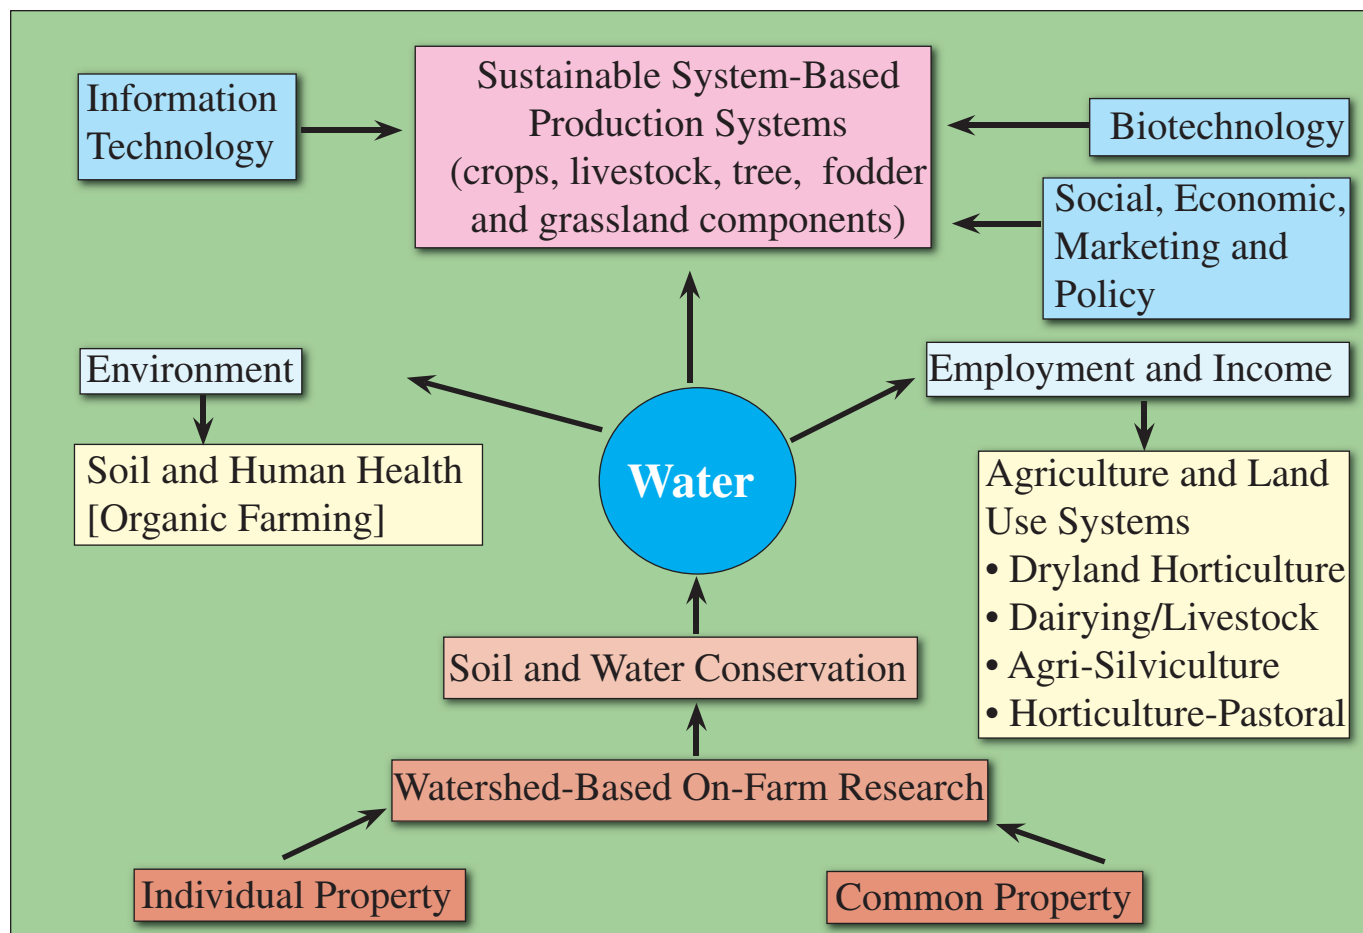 Information
Technology
Sustainable System-Based
Production Systems
(crops, livestock, tree, fodder
and grassland components)
Biotechnology
Social, Economic,
Marketing and
Policy
Environment
Employment and Income
Soil and Human Health
[Organic Farming]
Water
Agriculture and Land
Use Systems
• Dryland Horticulture
• Dairying/Livestock
• Agri-Silviculture
• Horticulture-Pastoral
Soil and Water Conservation
Watershed-Based On-Farm Research
Individual Property
Common Property